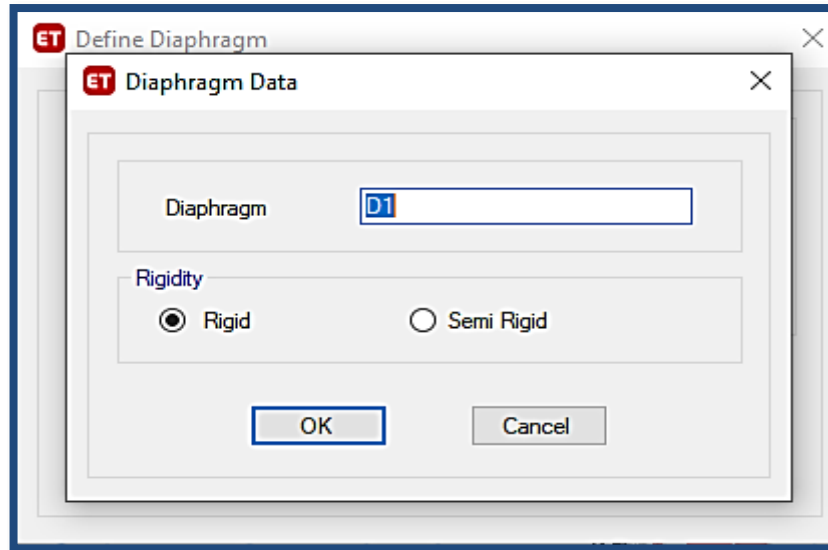 ET Define Diaphragm
ET Diaphragm Data
Diaphragm D1
Rigidity
Rigid Semi Rigid
OK Cancel